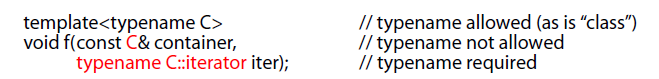 template<typename C> // typename allowed (as is “class”)
void f(const C& container, // typename not allowed
typename C::iterator iter); // typename required